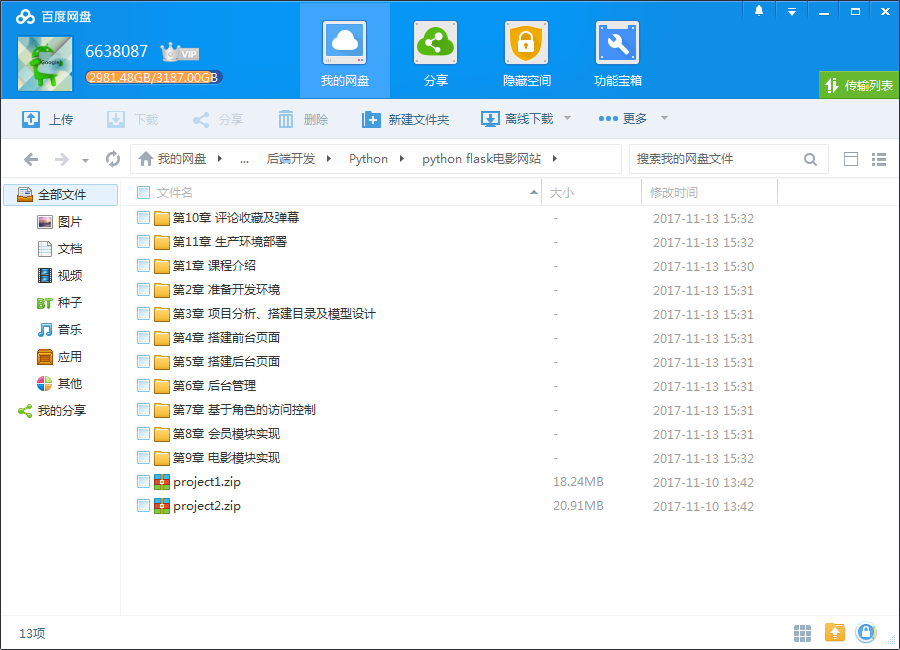 百度网盘
6638087 VIP
2981.48GB/3187.00GB
我的网盘 分享 隐藏空间 功能宝箱
传输列表
上传 下载 分享 删除 新建文件夹 离线下载 更多
我的网盘 ... 后端开发 Python python flask电影网站 搜索我的网盘文件
全部文件
图片
文档
视频
BT 种子
音乐
应用
其他
我的分享
文件名 大小 修改时间
第10章 评论收藏及弹幕 - 2017-11-13 15:32
第11章 生产环境部署 - 2017-11-13 15:32
第1章 课程介绍 - 2017-11-13 15:30
第2章 准备开发环境 - 2017-11-13 15:31
第3章 项目分析、搭建目录及模型设计 - 2017-11-13 15:31
第4章 搭建前台页面 - 2017-11-13 15:31
第5章 搭建后台页面 - 2017-11-13 15:31
第6章 后台管理 - 2017-11-13 15:31
第7章 基于角色的访问控制 - 2017-11-13 15:31
第8章 会员模块实现 - 2017-11-13 15:31
第9章 电影模块实现 - 2017-11-13 15:32
project1.zip 18.24MB 2017-11-10 13:42
project2.zip 20.91MB 2017-11-10 13:42
13项